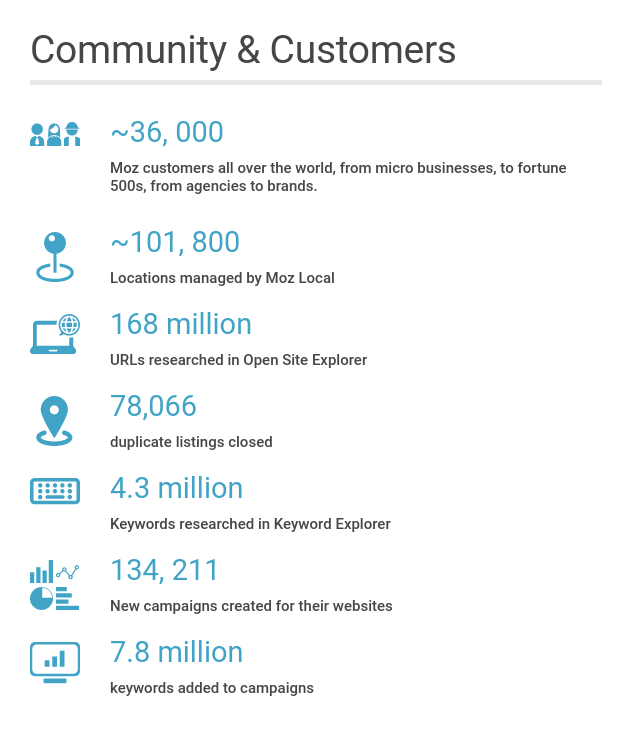 Community & Customers
~36, 000
Moz customers all over the world, from micro businesses, to fortune
500s, from agencies to brands.
~101, 800
Locations managed by Moz Local
168 million
URLs researched in Open Site Explorer
78,066
duplicate listings closed
4.3 million
Keywords researched in Keyword Explorer
134, 211
New campaigns created for their websites
7.8 million
keywords added to campaigns